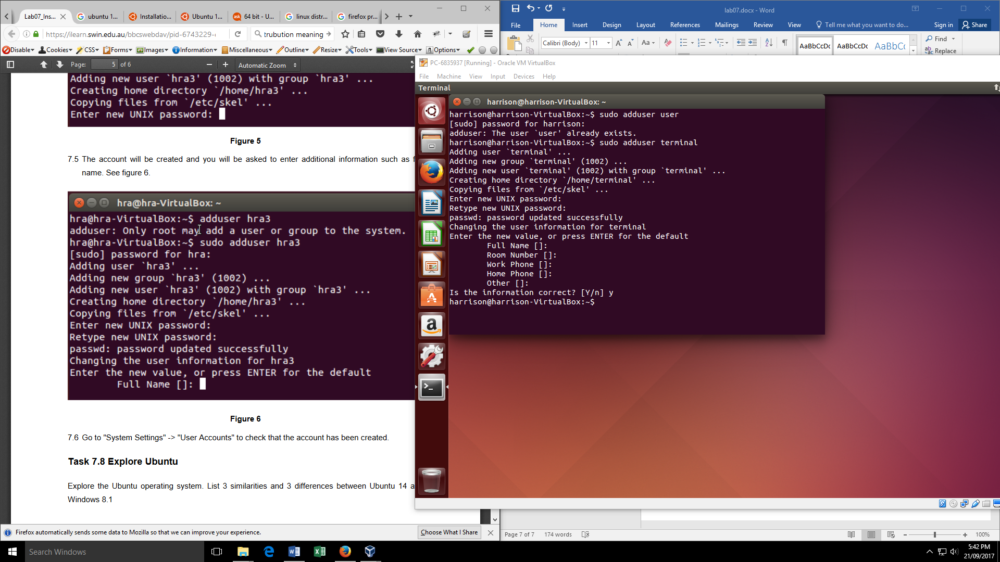 Lab07_Ins...
ubuntu 1...
Installatio...
Ubuntu 1...
64 bit - U...
linux distr...
firefox pr...
https://ilearn.swin.edu.au/bbcswebdav/pid-6743229-
trubution meaning
Disable
Cookies
CSS
Forms
Images
Information
Miscellaneous
Outline
Resize
Tools
View Source
Options
Page: 5 of 6
Automatic Zoom
Adding new user `hra3' (1002) with group `hra3' ...
Creating home directory `/home/hra3' ...
Copying files from `/etc/skel' ...
Enter new UNIX password:
Figure 5
7.5 The account will be created and you will be asked to enter additional information such as f
name. See figure 6.
hra@hra-VirtualBox: ~
hra@hra-VirtualBox:~$ adduser hra3
adduser: Only root may add a user or group to the system.
hra@hra-VirtualBox:~$ sudo adduser hra3
[sudo] password for hra:
Adding user `hra3' ...
Adding new group `hra3' (1002) ...
Adding new user `hra3' (1002) with group `hra3' ...
Creating home directory `/home/hra3' ...
Copying files from `/etc/skel' ...
Enter new UNIX password:
Retype new UNIX password:
passwd: password updated successfully
Changing the user information for hra3
Enter the new value, or press ENTER for the default
Full Name []:
Figure 6
7.6 Go to "System Settings" -> "User Accounts" to check that the account has been created.
Task 7.8 Explore Ubuntu
Explore the Ubuntu operating system. List 3 similarities and 3 differences between Ubuntu 14 a
Windows 8.1
Firefox automatically sends some data to Mozilla so that we can improve your experience.
Choose What I Share
lab07.docx - Word
File
Home
Insert
Design
Layout
References
Mailings
Review
View
Tell me what you want to do...
Sign in
Share
Calibri (Body)
11
Aa
AaBbCcDc
AaBbCcDc
AaBbC
Find
Replace
PC-6835937 [Running] - Oracle VM VirtualBox
File
Machine
View
Input
Devices
Help
Terminal
harrison@harrison-VirtualBox: ~
harrison@harrison-VirtualBox:~$ sudo adduser user
[sudo] password for harrison:
adduser: The user `user' already exists.
harrison@harrison-VirtualBox:~$ sudo adduser terminal
Adding user `terminal' ...
Adding new group `terminal' (1002) ...
Adding new user `terminal' (1002) with group `terminal' ...
Creating home directory `/home/terminal' ...
Copying files from `/etc/skel' ...
Enter new UNIX password:
Retype new UNIX password:
passwd: password updated successfully
Changing the user information for terminal
Enter the new value, or press ENTER for the default
Full Name []:
Room Number []:
Work Phone []:
Home Phone []:
Other []:
Is the information correct? [Y/n] y
harrison@harrison-VirtualBox:~$
Page 7 of 7
174 words
100%
Search Windows
5:42 PM
21/09/2017